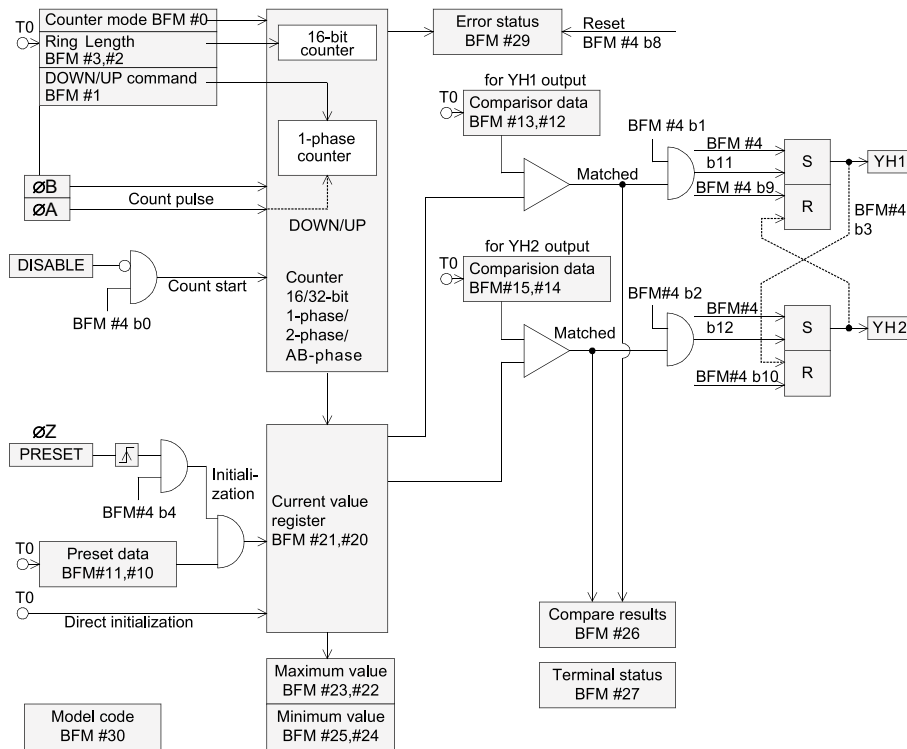 T0
Counter mode BFM #0
Ring Length
BFM #3,#2
DOWN/UP command
BFM #1
16-bit
counter
1-phase
counter
Error status
BFM #29
Reset
BFM #4 b8
for YH1 output
T0
Comparisor data
BFM #13,#12
BFM #4 b1
BFM #4
b11
BFM #4 b9
S
R
YH1
BFM#4
b3
Matched
ØB
ØA
Count pulse
DOWN/UP
DISABLE
Count start
BFM #4 b0
Counter
16/32-bit
1-phase/
2-phase/
AB-phase
for YH2 output
T0
Comparision data
BFM#15,#14
BFM#4 b2
BFM#4
b12
BFM#4 b10
S
R
YH2
Matched
ØZ
PRESET
BFM#4 b4
Initiali-
zation
Current value
register
BFM #21,#20
T0
Preset data
BFM#11,#10
T0
Direct initialization
Compare results
BFM #26
Maximum value
BFM #23,#22
Terminal status
BFM #27
Model code
BFM #30
Minimum value
BFM #25,#24